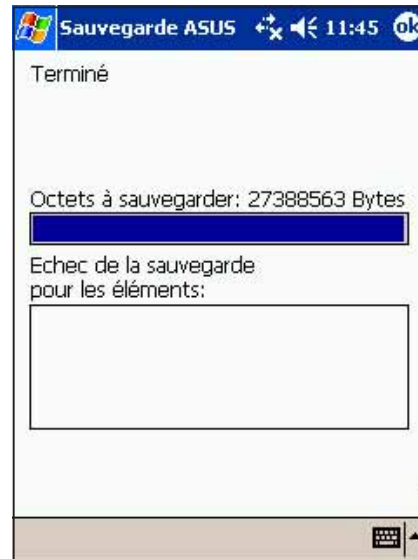 Sauvegarde ASUS 11:45 ok
Terminé
Octets à sauvegarder: 27388563 Bytes
Echec de la sauvegarde
pour les éléments: